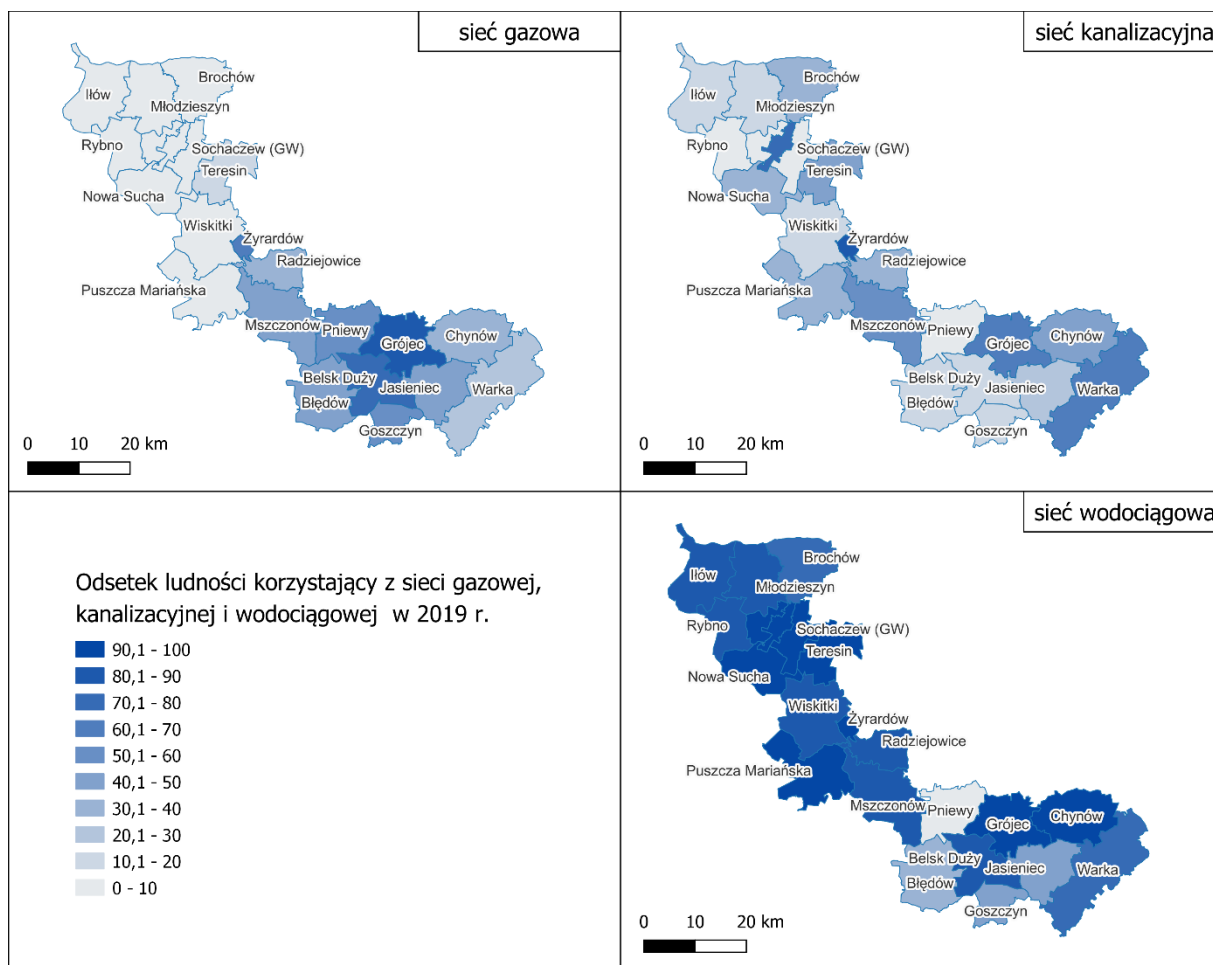 sieć gazowa
Brochów
Iłów
Młodzieszyn
Rybno
Sochaczew (GW)
Teresin
Nowa Sucha
Wiskitki
Żyrardów
Radziejowice
Puszcza Mariańska
Mszczonów
Pniewy
Chynów
Grójec
Belsk Duży
Jasieniec
Warka
Błędów
Goszczyn
0 10 20 km
sieć kanalizacyjna
Brochów
Iłów
Młodzieszyn
Rybno
Sochaczew (GW)
Teresin
Nowa Sucha
Wiskitki
Żyrardów
Radziejowice
Puszcza Mariańska
Mszczonów
Pniewy
Chynów
Grójec
Belsk Duży
Jasieniec
Warka
Błędów
Goszczyn
0 10 20 km
Odsetek ludności korzystający z sieci gazowej,
kanalizacyjnej i wodociągowej w 2019 r.
90,1 - 100
80,1 - 90
70,1 - 80
60,1 - 70
50,1 - 60
40,1 - 50
30,1 - 40
20,1 - 30
10,1 - 20
0 - 10
sieć wodociągowa
Brochów
Iłów
Młodzieszyn
Rybno
Sochaczew (GW)
Teresin
Nowa Sucha
Wiskitki
Żyrardów
Radziejowice
Puszcza Mariańska
Mszczonów
Pniewy
Chynów
Grójec
Belsk Duży
Jasieniec
Warka
Błędów
Goszczyn
0 10 20 km